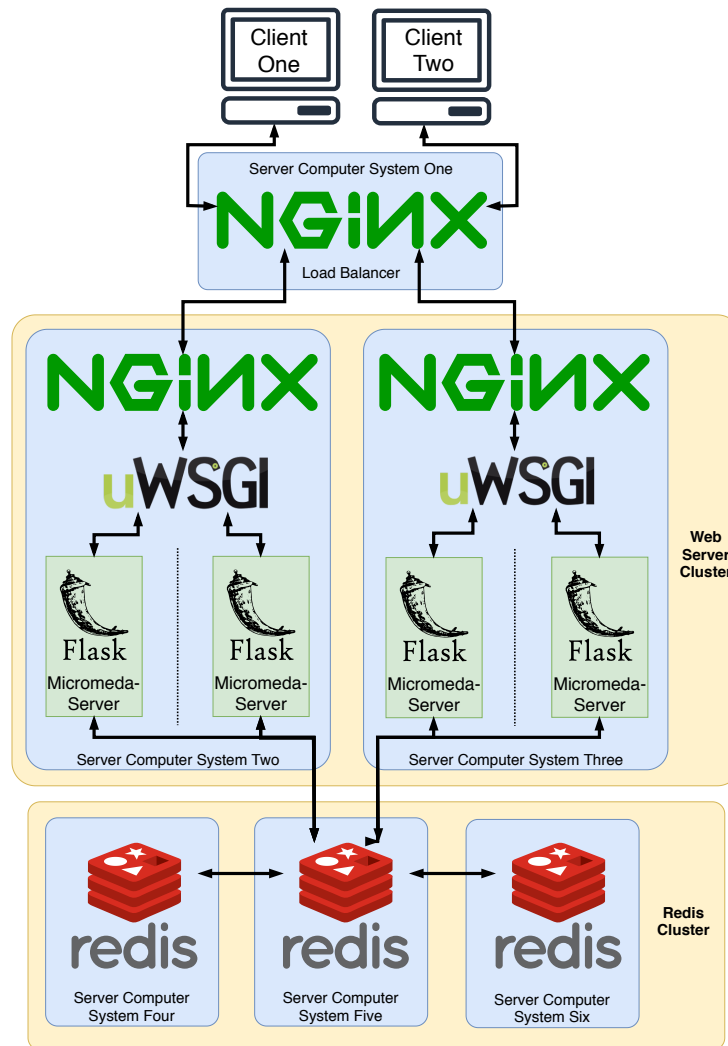 Client
One
Client
Two
Server Computer System One
NGiNX
Load Balancer
NGiNX
NGiNX
uWSGI
uWSGI
Web
Server
Cluster
Flask
Micromeda-
Server
Flask
Micromeda-
Server
Flask
Micromeda-
Server
Flask
Micromeda-
Server
Server Computer System Two
Server Computer System Three
redis
redis
redis
Redis
Cluster
Server Computer
System Four
Server Computer
System Five
Server Computer
System Six